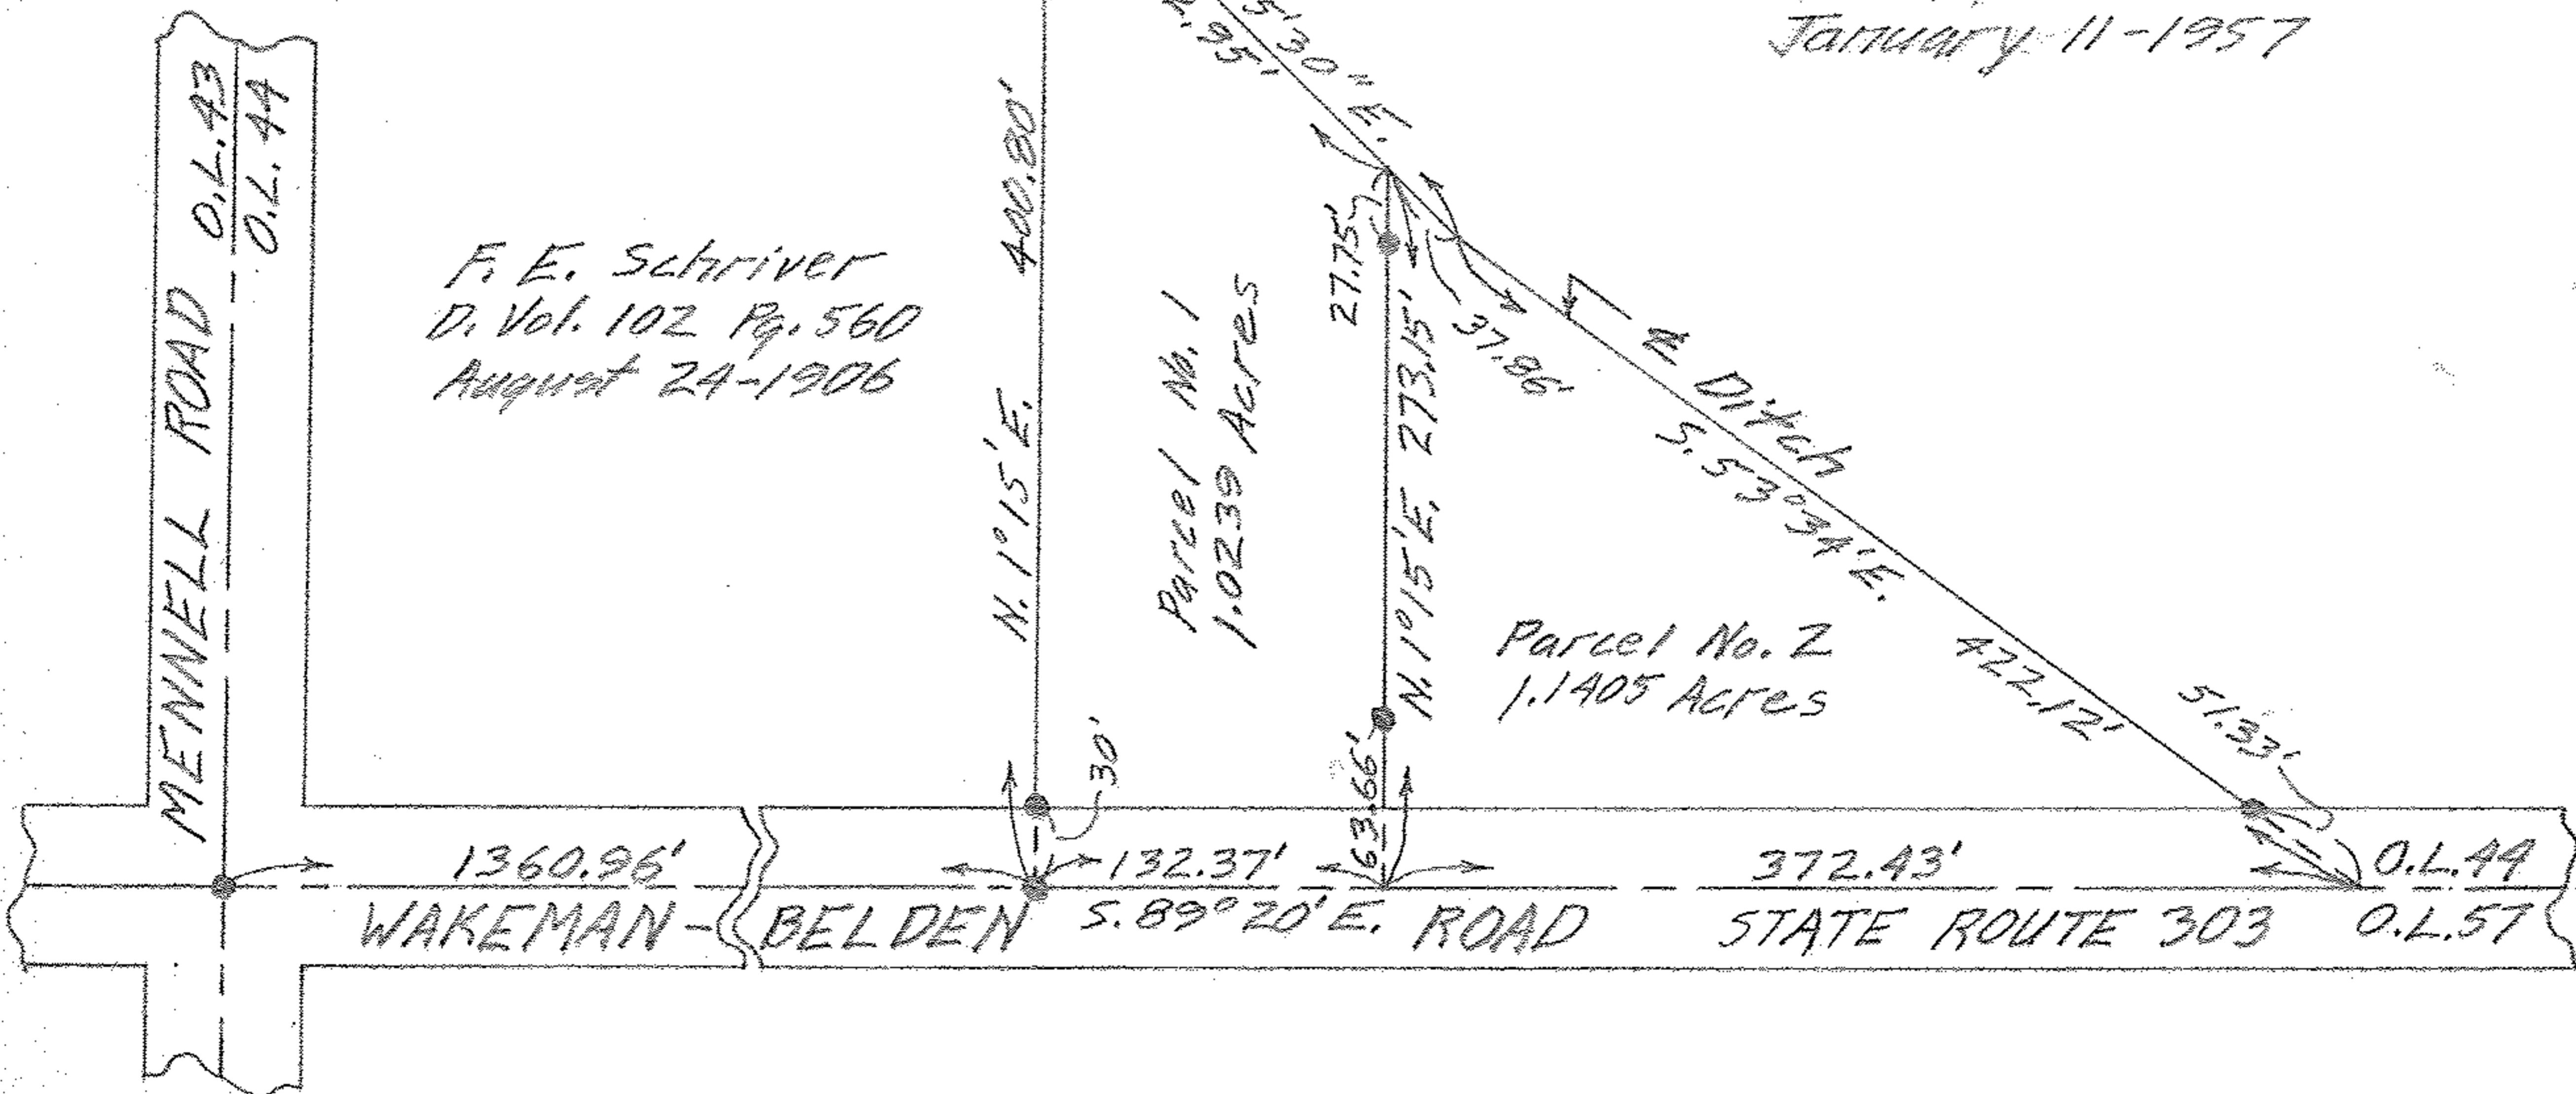 January 11-1957
O.L. 43
O.L. 44
MENNELL ROAD
F. E. Schriver
D. Vol. 102 Pg. 560
August 24-1906
N. 1°15'E. 400.80'
Parcel No. 1
1.0239 Acres
27.75'
N. 1°15'E. 273.15'
37.86'
Ditch
S. 53°34'E. 422.12'
Parcel No. 2
1.1405 Acres
51.33'
30'
63.66'
1360.96'
132.37'
372.43'
O.L. 44
WAKEMAN - BELDEN S. 89°20'E. ROAD STATE ROUTE 303 O.L. 57